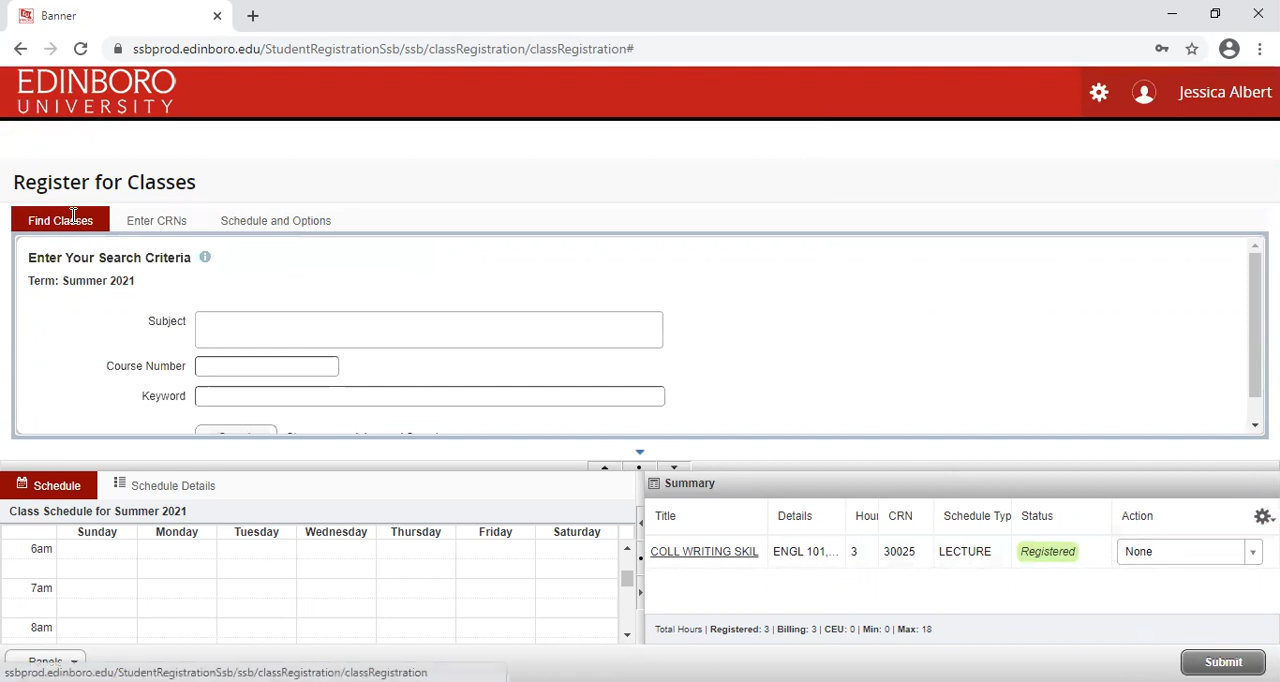 Banner
ssbprod.edinboro.edu/StudentRegistrationSsb/ssb/classRegistration/classRegistration#
EDINBORO
UNIVERSITY
Jessica Albert
Register for Classes
Find Classes Enter CRNs Schedule and Options
Enter Your Search Criteria
Term: Summer 2021
Subject
Course Number
Keyword
Schedule Schedule Details
Class Schedule for Summer 2021
Sunday Monday Tuesday Wednesday Thursday Friday Saturday
6am
7am
8am
Summary
Title Details Hour CRN Schedule Typ Status Action
COLL WRITING SKIL ENGL 101,... 3 30025 LECTURE Registered None
Total Hours | Registered: 3 | Billing: 3 | CEU: 0 | Min: 0 | Max: 18
Panels
Submit
ssbprod.edinboro.edu/StudentRegistrationSsb/ssb/classRegistration/classRegistration